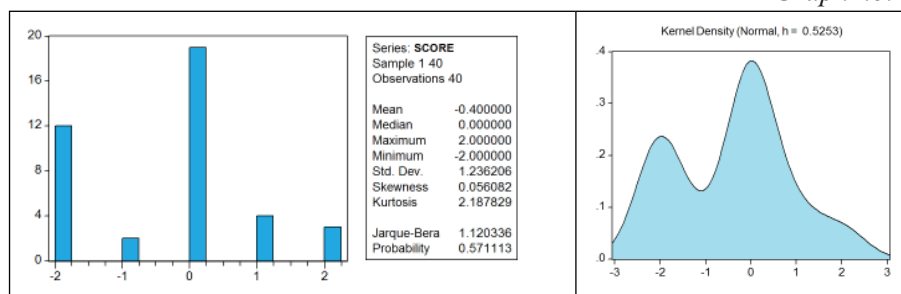 20
16
12
8
4
0
-2
-1
0
1
2
Series: SCORE
Sample 1 40
Observations 40
Mean -0.400000
Median 0.000000
Maximum 2.000000
Minimum -2.000000
Std. Dev. 1.236206
Skewness 0.056082
Kurtosis 2.187829
Jarque-Bera 1.120336
Probability 0.571113
Kernel Density (Normal, h = 0.5253)
.4
.3
.2
.1
.0
-3
-2
-1
0
1
2
3